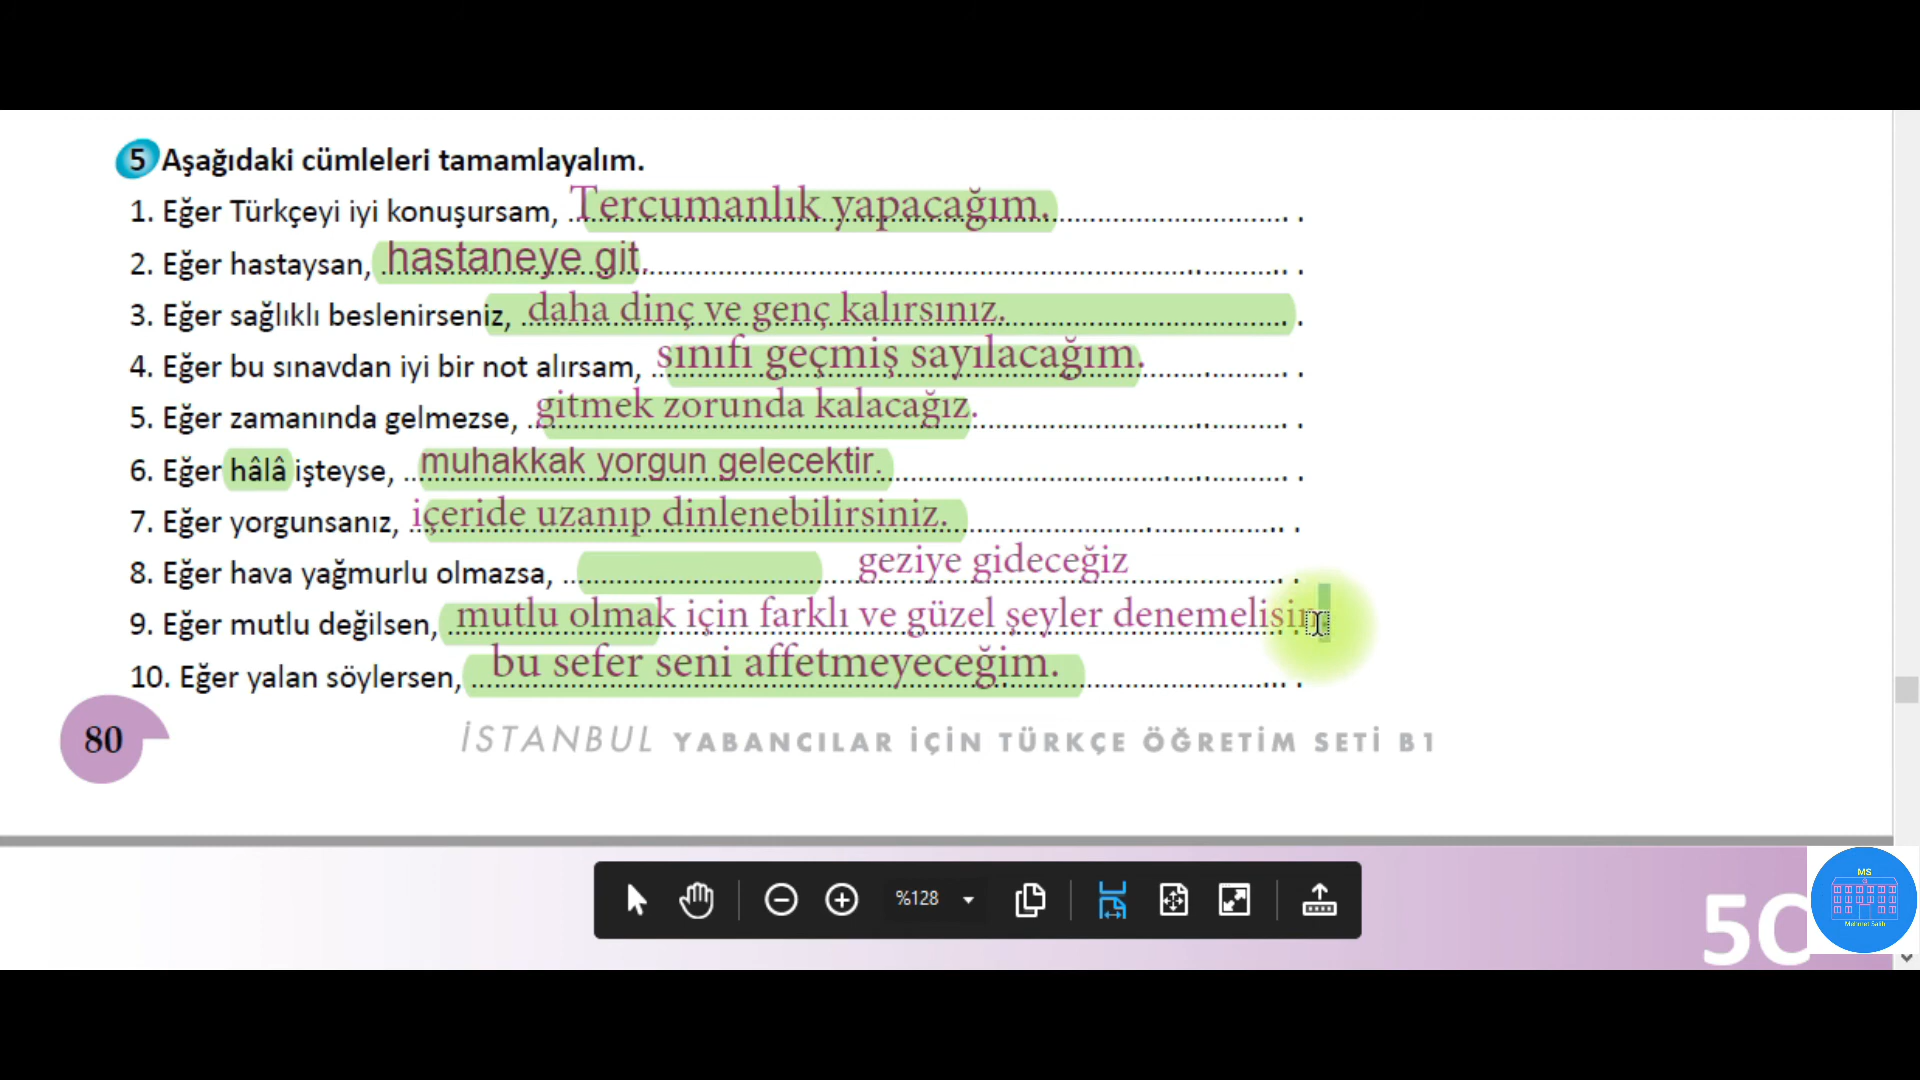 5 Aşağıdaki cümleleri tamamlayalım.
1. Eğer Türkçeyi iyi konuşursam, Tercumanlık yapacağım.
2. Eğer hastaysan, hastaneye git.
3. Eğer sağlıklı beslenirseniz, daha dinç ve genç kalırsınız.
4. Eğer bu sınavdan iyi bir not alırsam, sınıfı geçmiş sayılacağım.
5. Eğer zamanında gelmezse, gitmek zorunda kalacağız.
6. Eğer hâlâ işteyse, muhakkak yorgun gelecektir.
7. Eğer yorgunsanız, içeride uzanıp dinlenebilirsiniz.
8. Eğer hava yağmurlu olmazsa, geziye gideceğiz
9. Eğer mutlu değilsen, mutlu olmak için farklı ve güzel şeyler denemelisin.
10. Eğer yalan söylersen, bu sefer seni affetmeyeceğim.
80 İSTANBUL YABANCILAR İÇİN TÜRKÇE ÖĞRETİM SETİ B1
%128
5C
MS
Mehmet Salih